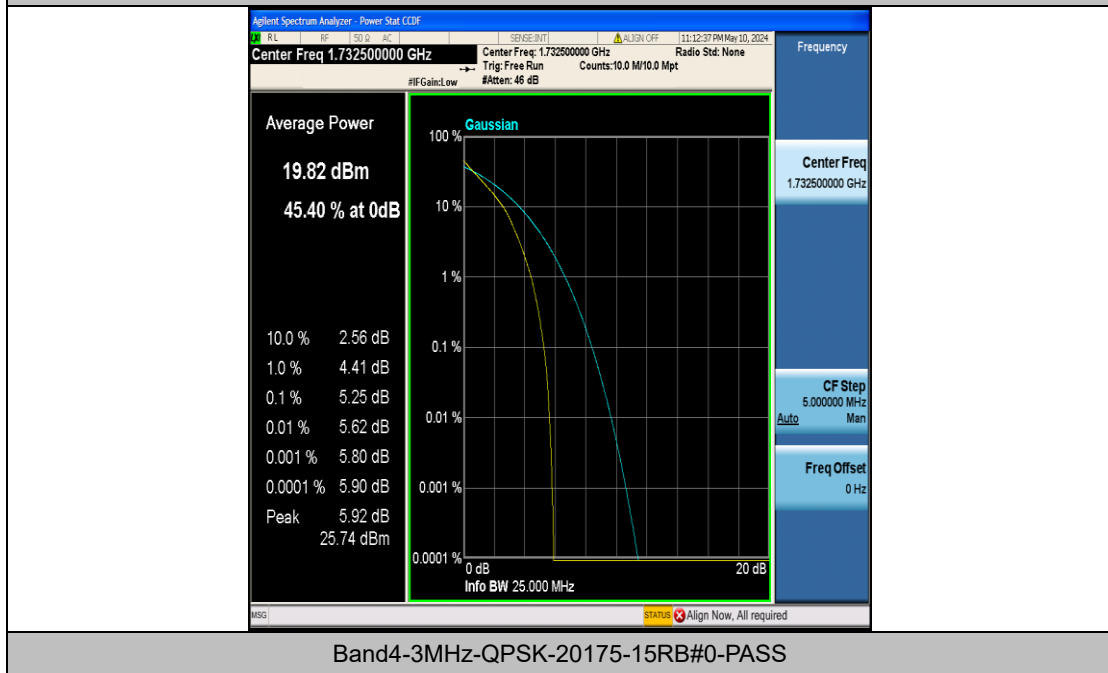 Agilent Spectrum Analyzer - Power Stat CCDF
RL RF 50 Ω AC SENSE:INT ALIGN OFF 11:12:37 PM May 10, 2024
Center Freq 1.732500000 GHz
Center Freq: 1.732500000 GHz Radio Std: None
Trig: Free Run Counts:10.0 M/10.0 Mpt
#IFGain:Low #Atten: 46 dB
Frequency
Average Power
19.82 dBm
45.40 % at 0dB
10.0 % 2.56 dB
1.0 % 4.41 dB
0.1 % 5.25 dB
0.01 % 5.62 dB
0.001 % 5.80 dB
0.0001 % 5.90 dB
Peak 5.92 dB
25.74 dBm
Gaussian
100 %
10 %
1 %
0.1 %
0.01 %
0.001 %
0.0001 %
0 dB 20 dB
Info BW 25.000 MHz
Center Freq
1.732500000 GHz
CF Step
5.000000 MHz
Auto Man
Freq Offset
0 Hz
MSG STATUS Align Now, All required
Band4-3MHz-QPSK-20175-15RB#0-PASS